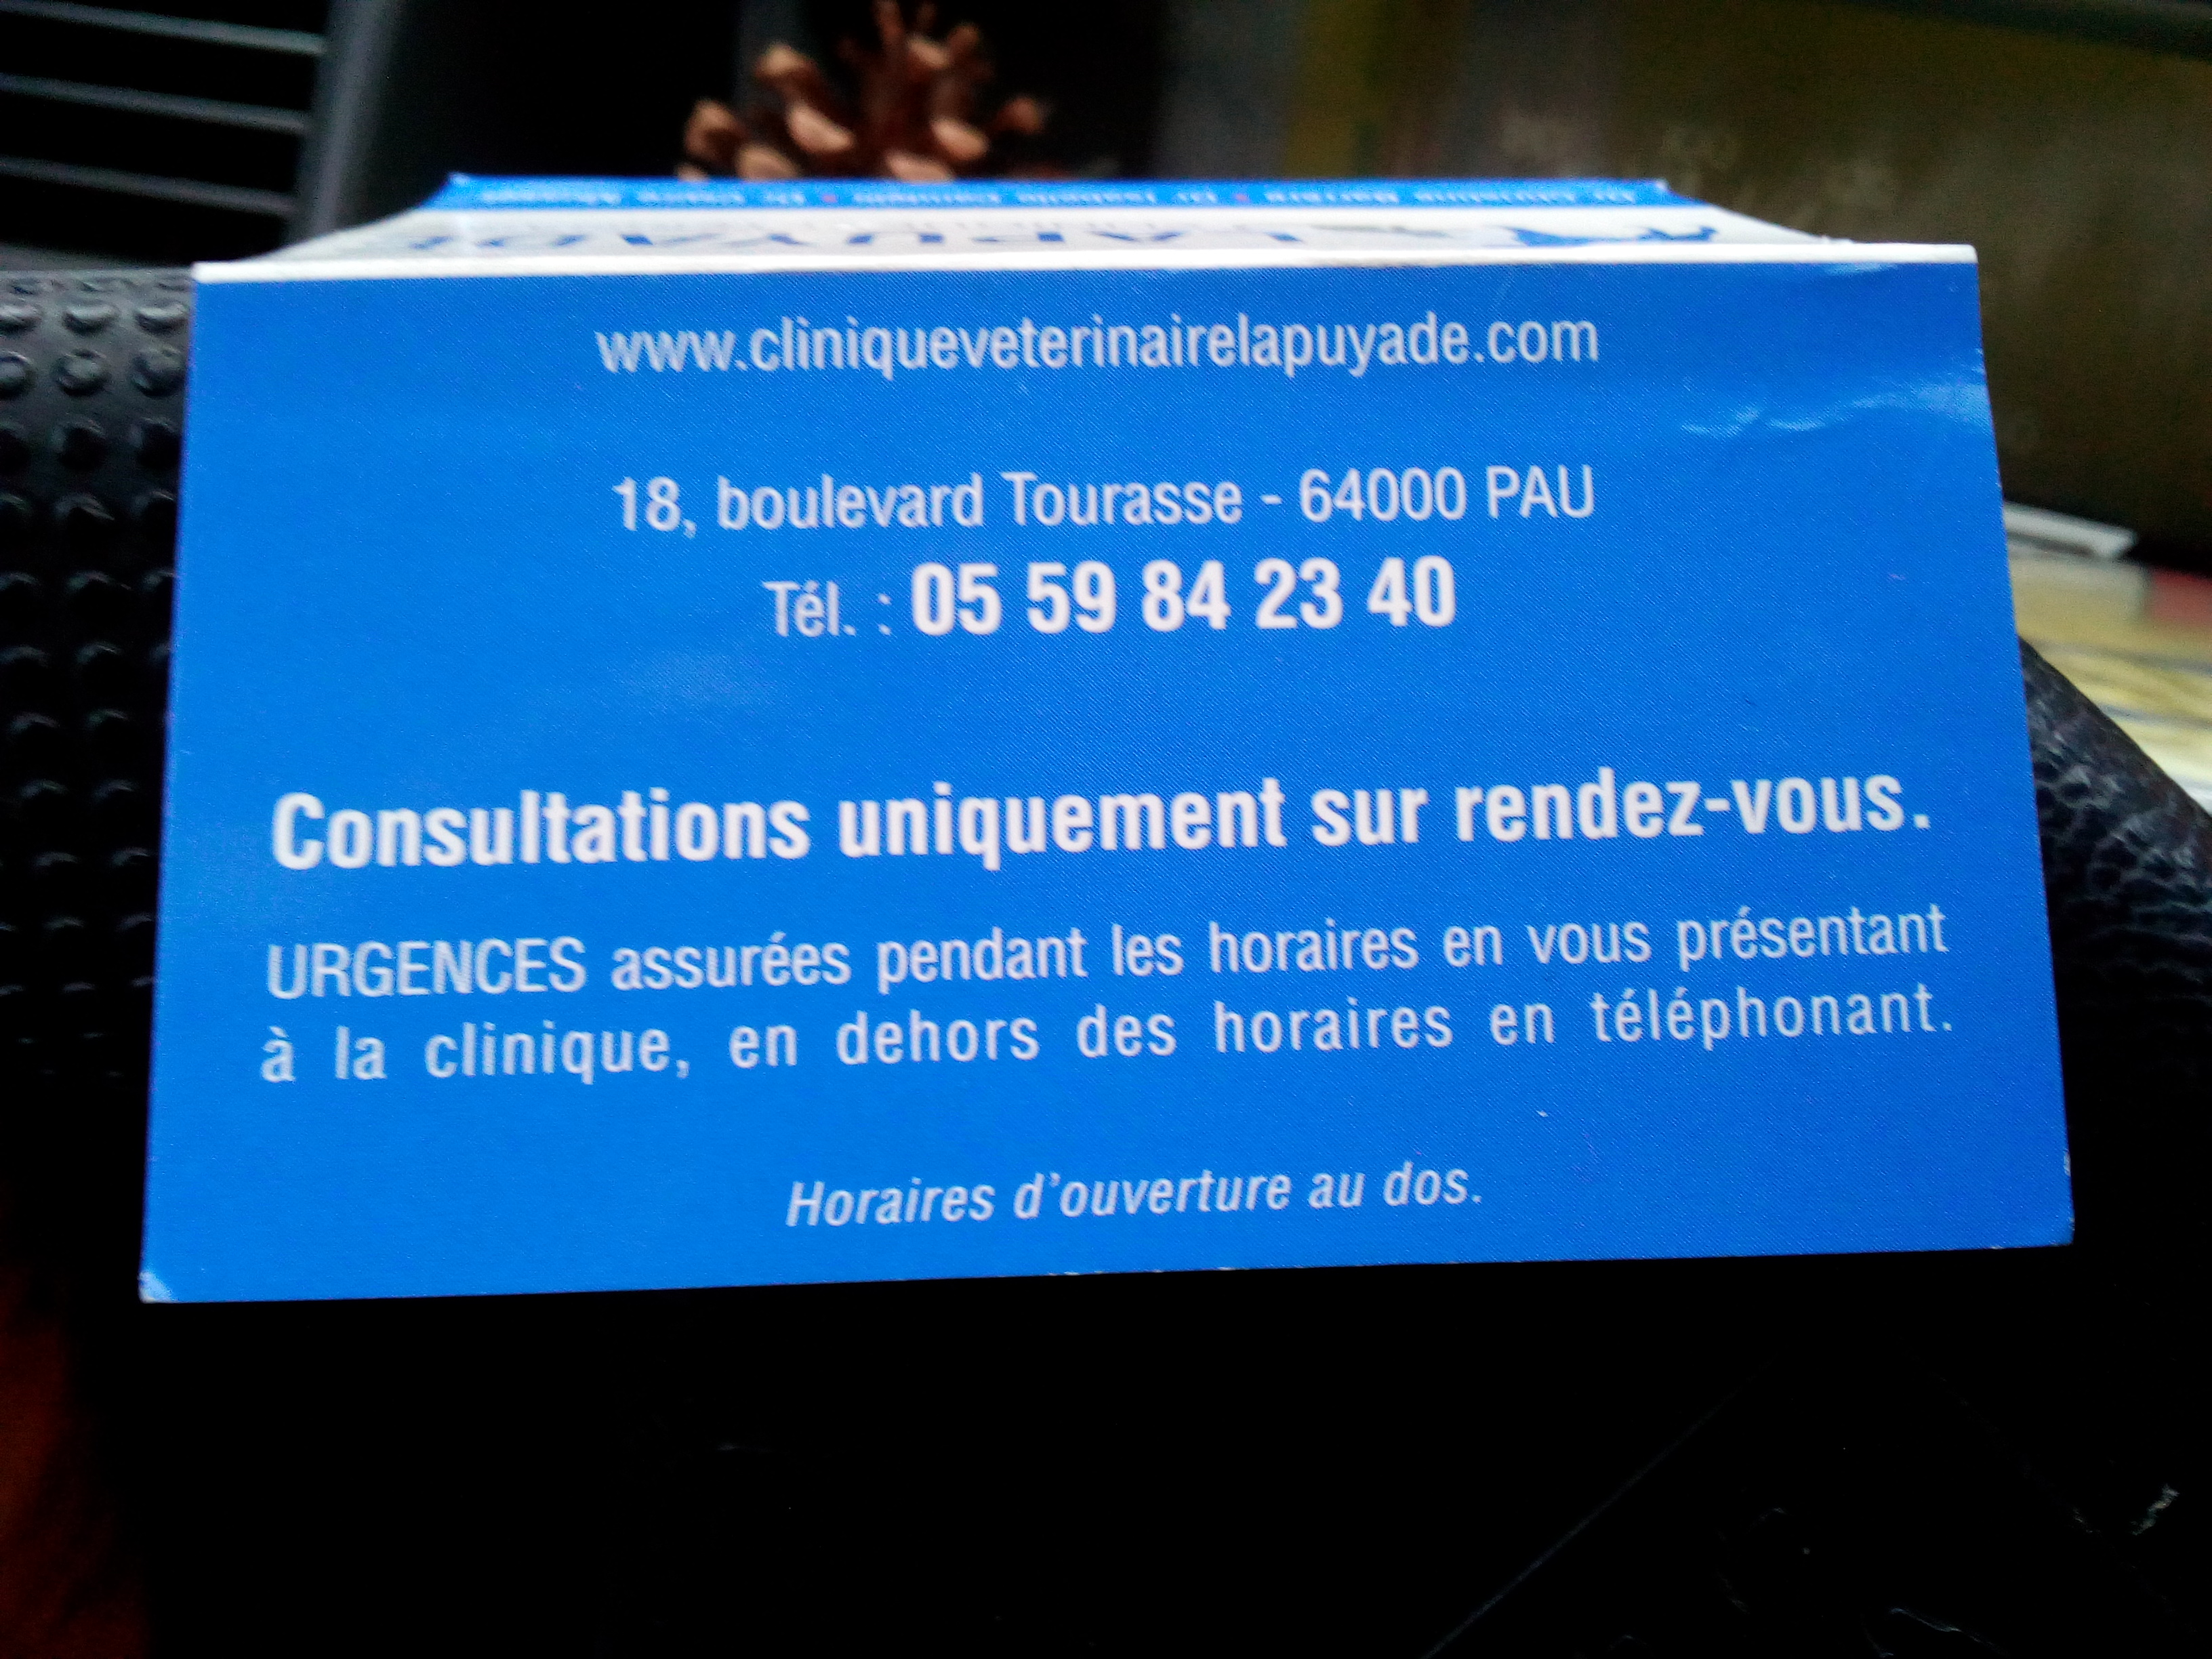 www.cliniqueveterinairelapuyade.com
18, boulevard Tourasse - 64000 PAU
Tél. : 05 59 84 23 40
Consultations uniquement sur rendez-vous.
URGENCES assurées pendant les horaires en vous présentant
à la clinique, en dehors des horaires en téléphonant.
Horaires d'ouverture au dos.